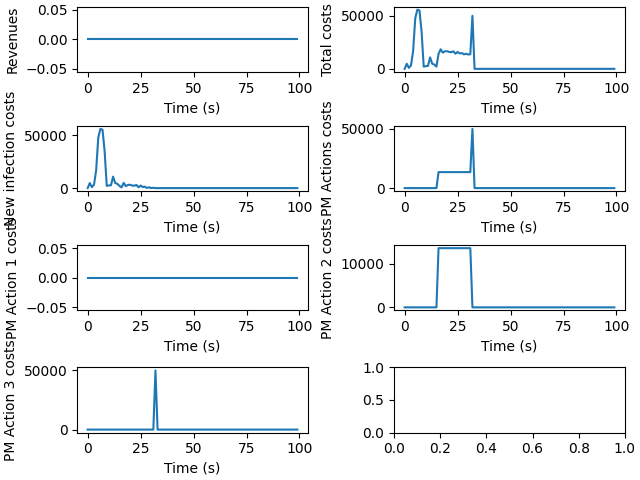 Revenues
0.05
0.00
−0.05
0 25 50 75 100
Time (s)
Total costs
50000
0
0 25 50 75 100
Time (s)
New infection costs
50000
0
0 25 50 75 100
Time (s)
PM Actions costs
50000
0
0 25 50 75 100
Time (s)
PM Action 1 costs
0.05
0.00
−0.05
0 25 50 75 100
Time (s)
PM Action 2 costs
10000
0
0 25 50 75 100
Time (s)
PM Action 3 costs
50000
0
0 25 50 75 100
Time (s)
1.0
0.5
0.0
0.0 0.2 0.4 0.6 0.8 1.0